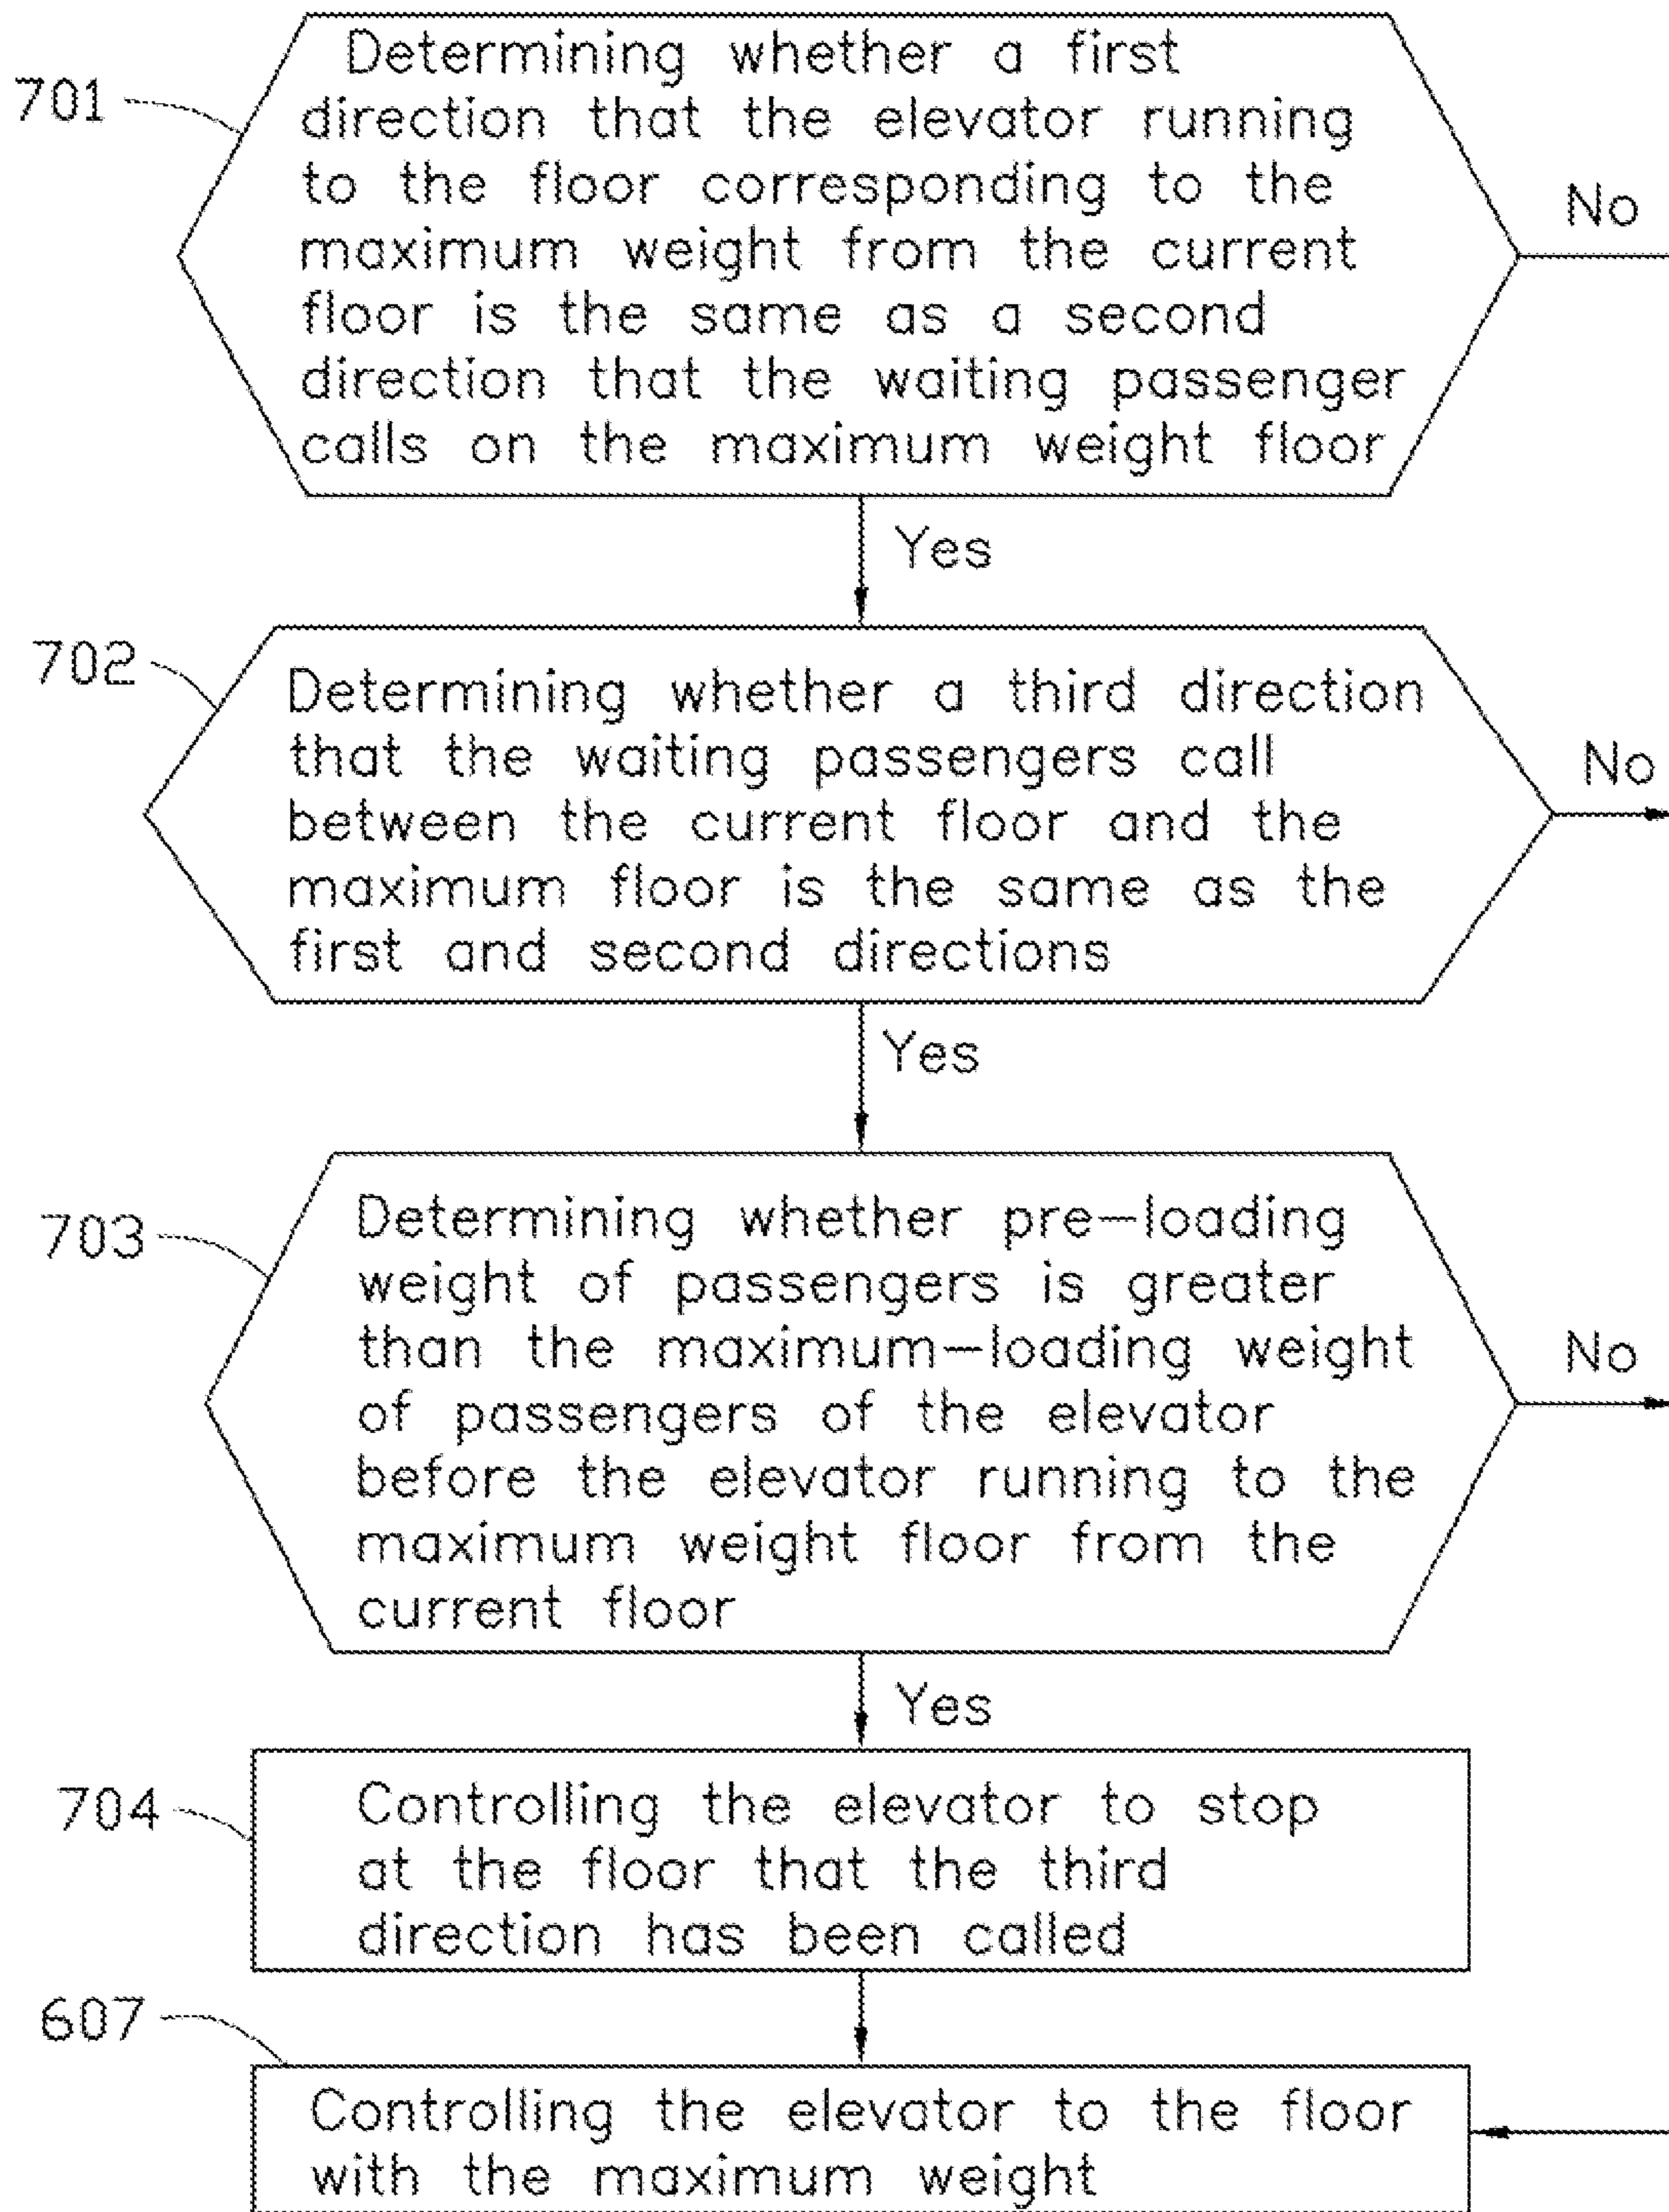 701
Determining whether a first
direction that the elevator running
to the floor corresponding to the
maximum weight from the current
floor is the same as a second
direction that the waiting passenger
calls on the maximum weight floor
No
Yes
702
Determining whether a third direction
that the waiting passengers call
between the current floor and the
maximum floor is the same as the
first and second directions
No
Yes
703
Determining whether pre-loading
weight of passengers is greater
than the maximum-loading weight
of passengers of the elevator
before the elevator running to the
maximum weight floor from the
current floor
No
Yes
704
Controlling the elevator to stop
at the floor that the third
direction has been called
607
Controlling the elevator to the floor
with the maximum weight